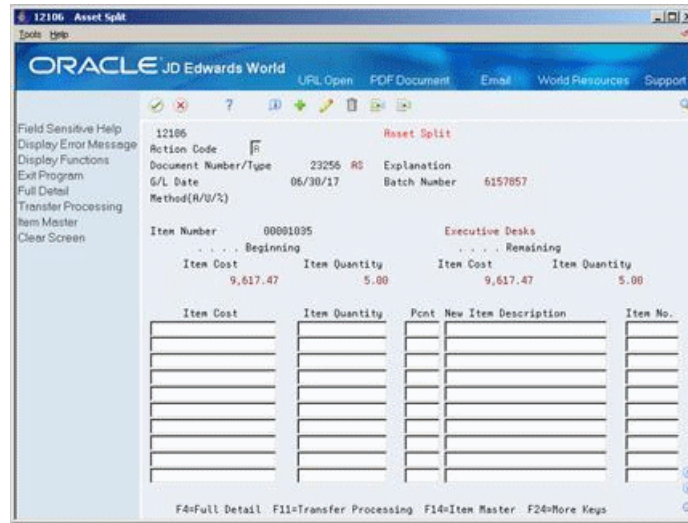 12106 Asset Split
Tools Help
ORACLE JD Edwards World
URL Open PDF Document Email World Resources Support
Field Sensitive Help
Display Error Message
Display Functions
Exit Program
Full Detail
Transfer Processing
Item Master
Clear Screen
12106 Asset Split
Action Code A
Document Number/Type 23256 AS Explanation
G/L Date 06/30/17 Batch Number 6157857
Method(A/U/%)
Item Number 00001035 Executive Desks
. . . . Beginning . . . . Remaining
Item Cost Item Quantity Item Cost Item Quantity
9,617.47 5.00 9,617.47 5.00
Item Cost Item Quantity Pcnt New Item Description Item No.
F4=Full Detail F11=Transfer Processing F14=Item Master F24=More Keys